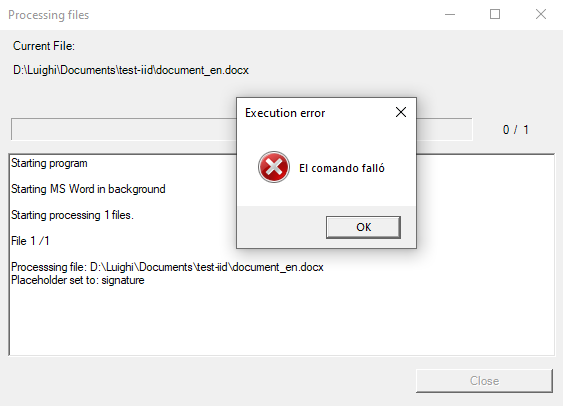 Processing files
Current File:
D:\Luighi\Documents\test-iid\document_en.docx
0 / 1
Starting program
Starting MS Word in background
Starting processing 1 files.
File 1 /1
Processsing file: D:\Luighi\Documents\test-iid\document_en.docx
Placeholder set to: signature
Execution error
El comando falló
OK
Close